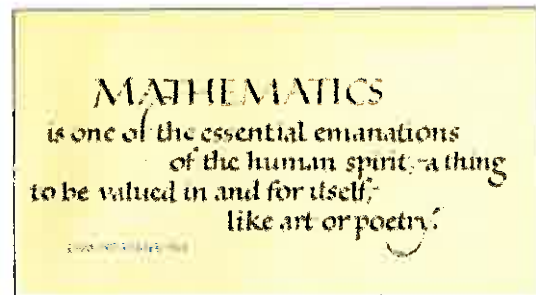 MATHEMATICS
is one of the essential emanations
of the human spirit,-a thing
to be valued in and for itself,-
like art or poetry.